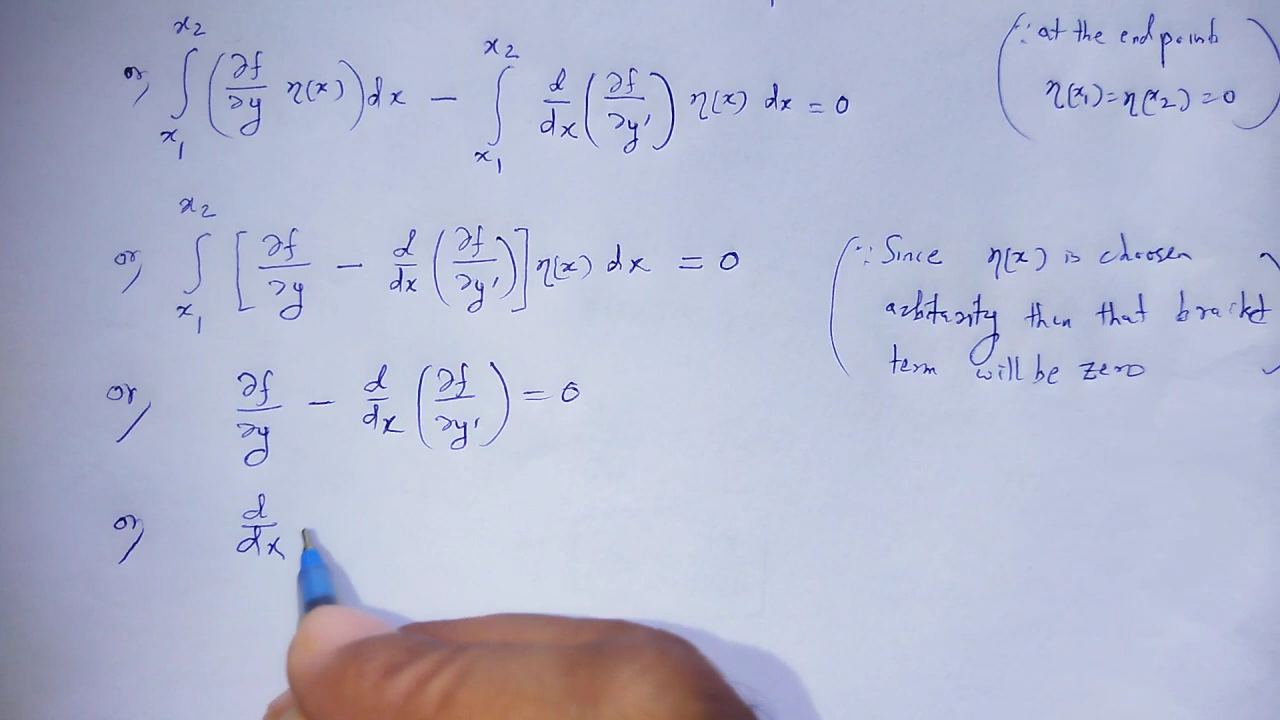 or, ∫_{x_1}^{x_2} (∂f/∂y η(x)) dx − ∫_{x_1}^{x_2} d/dx (∂f/∂y') η(x) dx = 0
(∵ at the end points
η(x_1) = η(x_2) = 0)
or, ∫_{x_1}^{x_2} [∂f/∂y − d/dx (∂f/∂y')] η(x) dx = 0
(∵ Since η(x) is choosen
arbitarity then that bracket
term will be zero)
or, ∂f/∂y − d/dx (∂f/∂y') = 0
or, d/dx